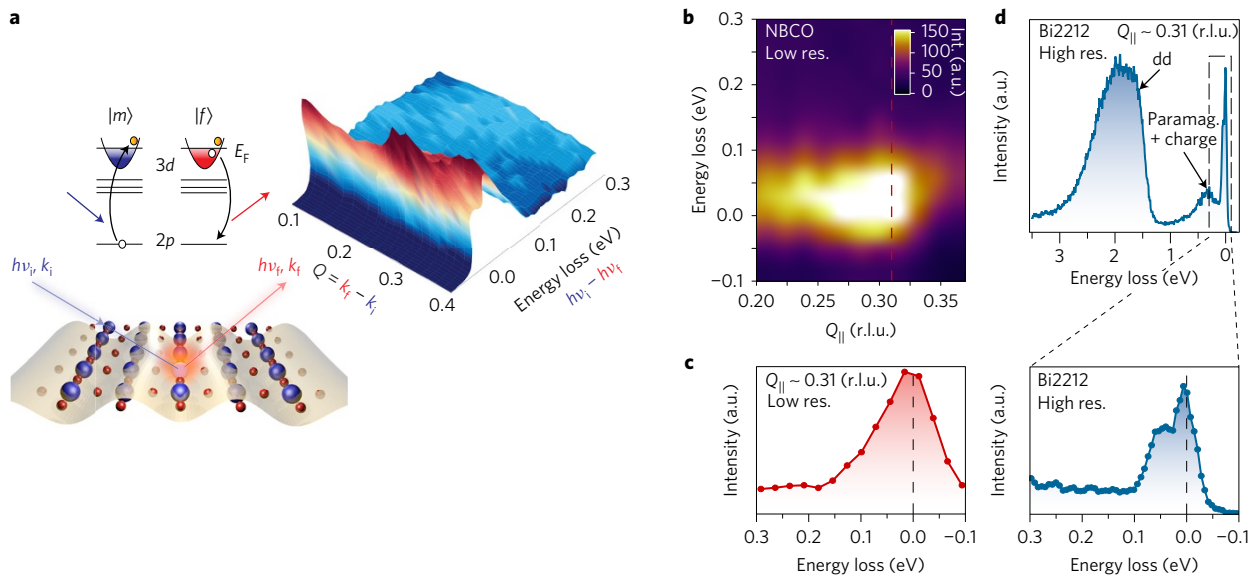 a
|m⟩
|f⟩
E_F
3d
2p
hν_i, k_i
hν_f, k_f
0.1
0.2
0.3
0.4
Q = k_f − k_i
0.0
0.1
0.2
0.3
Energy loss (eV)
hν_i − hν_f
b
NBCO
Low res.
150
100
50
0
Int. (a.u.)
0.3
0.2
0.1
0.0
−0.1
Energy loss (eV)
0.20
0.25
0.30
0.35
Q_|| (r.l.u.)
c
Q_|| ~ 0.31 (r.l.u.)
Low res.
Intensity (a.u.)
0.3
0.2
0.1
0.0
−0.1
Energy loss (eV)
d
Bi2212
High res.
Q_|| ~ 0.31 (r.l.u.)
dd
Paramag.
+ charge
Intensity (a.u.)
3
2
1
0
Energy loss (eV)
Bi2212
High res.
Intensity (a.u.)
0.3
0.2
0.1
0.0
−0.1
Energy loss (eV)